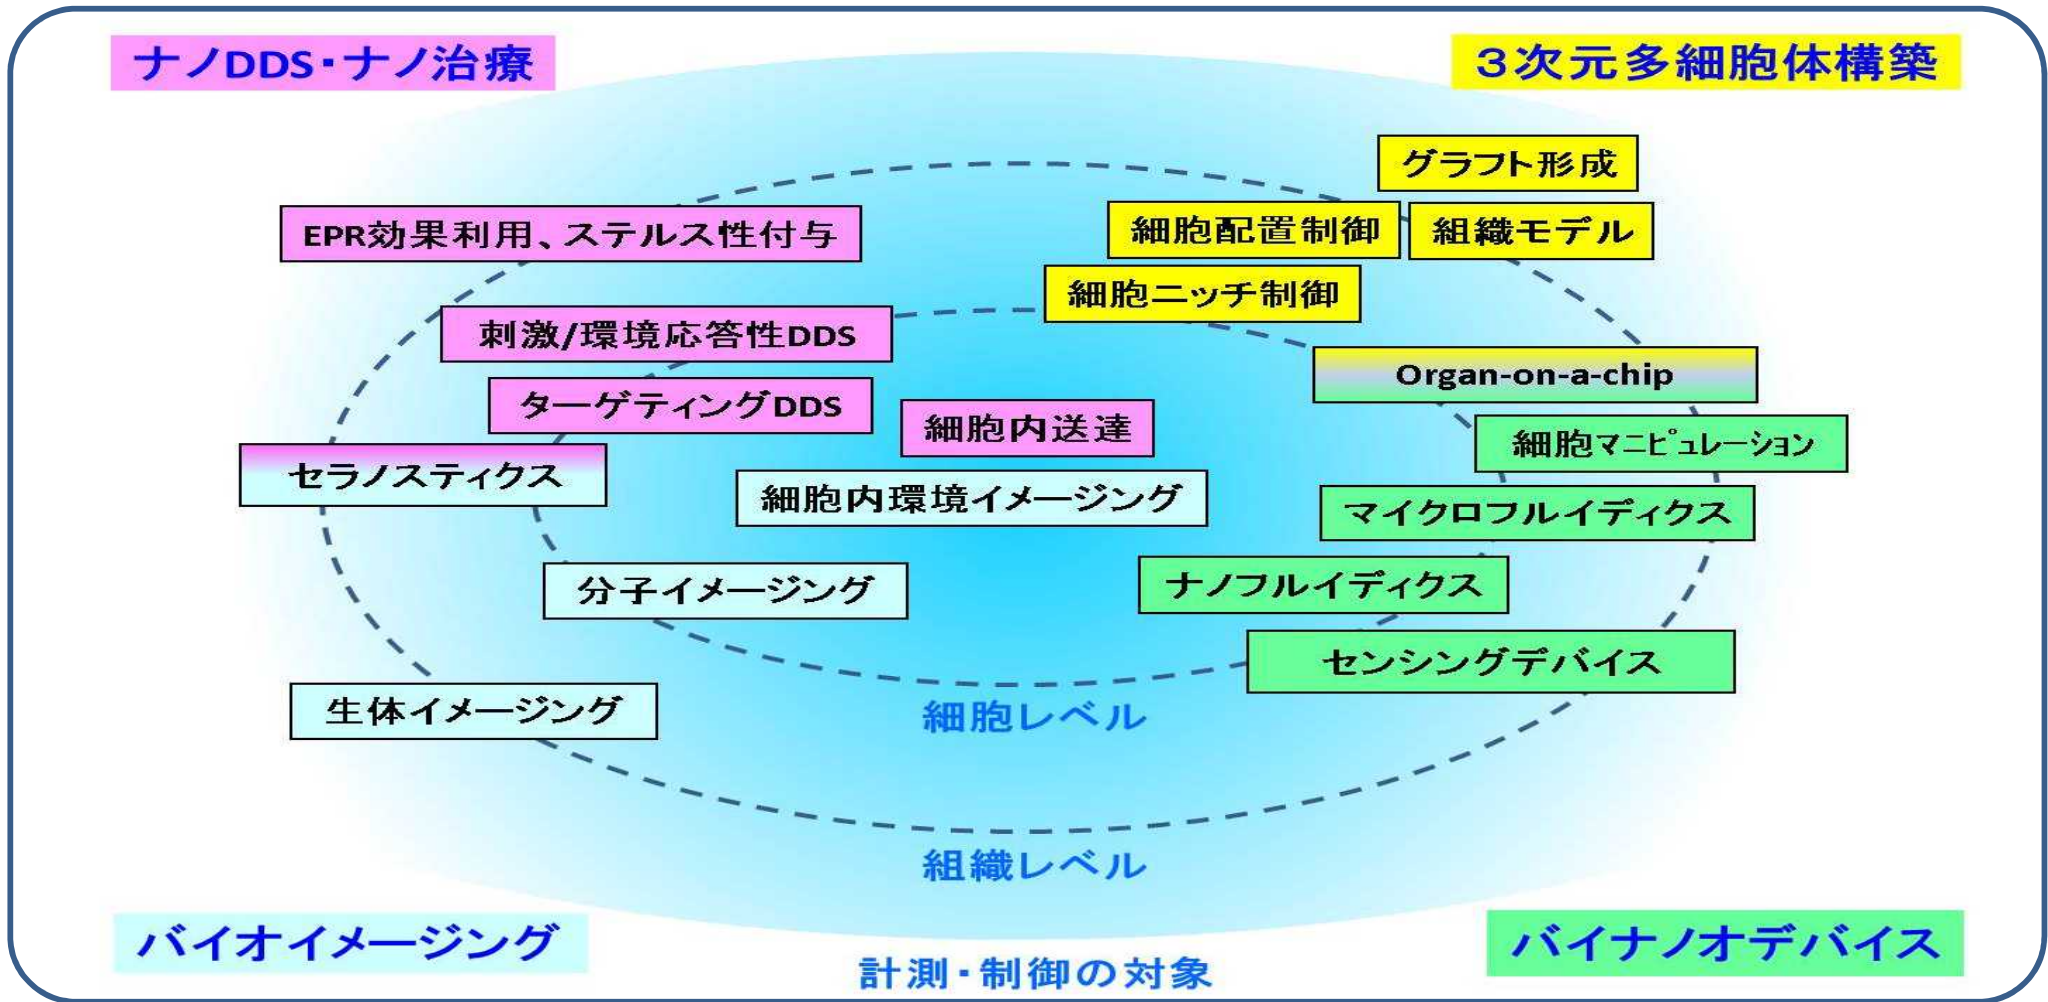 ナノDDS・ナノ治療
3次元多細胞体構築
グラフト形成
EPR効果利用、ステルス性付与
細胞配置制御
組織モデル
細胞ニッチ制御
刺激/環境応答性DDS
Organ-on-a-chip
ターゲティングDDS
細胞内送達
細胞マニピュレーション
セラノスティクス
細胞内環境イメージング
マイクロフルイディクス
分子イメージング
ナノフルイディクス
センシングデバイス
生体イメージング
細胞レベル
組織レベル
バイオイメージング
バイナノオデバイス
計測・制御の対象